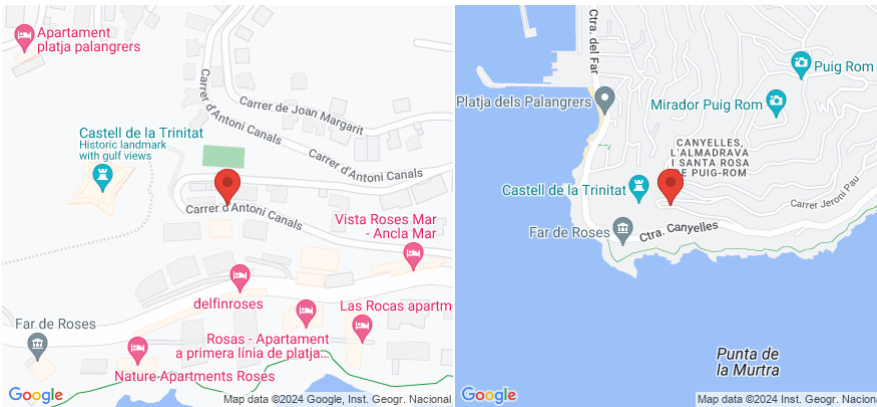 Apartament
platja palangrers
Carrer d'Antoni Canals
Carrer de Joan Margarit
Carrer d'Antoni Canals
Castell de la Trinitat
Historic landmark
with gulf views
Carrer d'Antoni Canals
Carrer d'Antoni Canals
Vista Roses Mar
- Ancla Mar
delfinroses
Las Rocas apartm
Far de Roses
Rosas - Apartament
a primera línia de platja...
Nature Apartments Roses
Google
Map data ©2024 Google, Inst. Geogr. Nacional
Ctra. del Far
Puig Rom
Platja dels Palangrers
Mirador Puig Rom
CANYELLES,
L'ALMADRAVA
I SANTA ROSA
DE PUIG-ROM
Castell de la Trinitat
Carrer Jeroni Pau
Far de Roses
Ctra. Canyelles
Punta de
la Murtra
Google
Map data ©2024 Inst. Geogr. Nacional